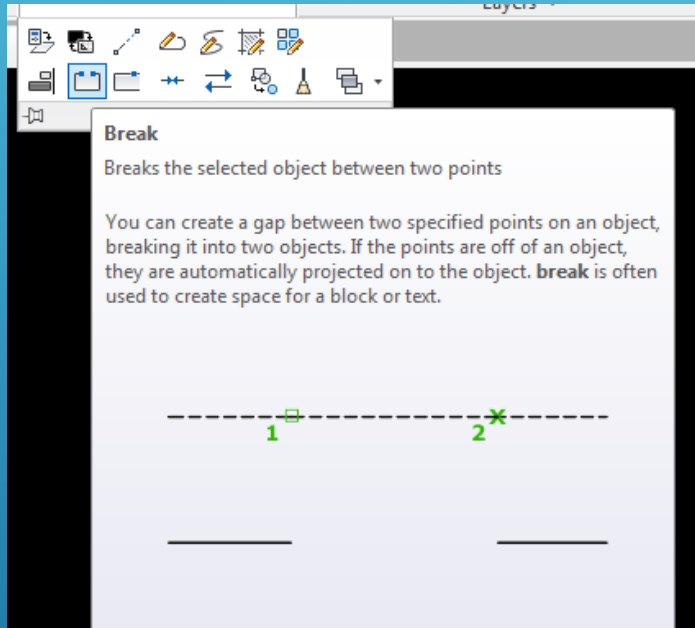 Layers
Break
Breaks the selected object between two points
You can create a gap between two specified points on an object,
breaking it into two objects. If the points are off of an object,
they are automatically projected on to the object. break is often
used to create space for a block or text.
1 2